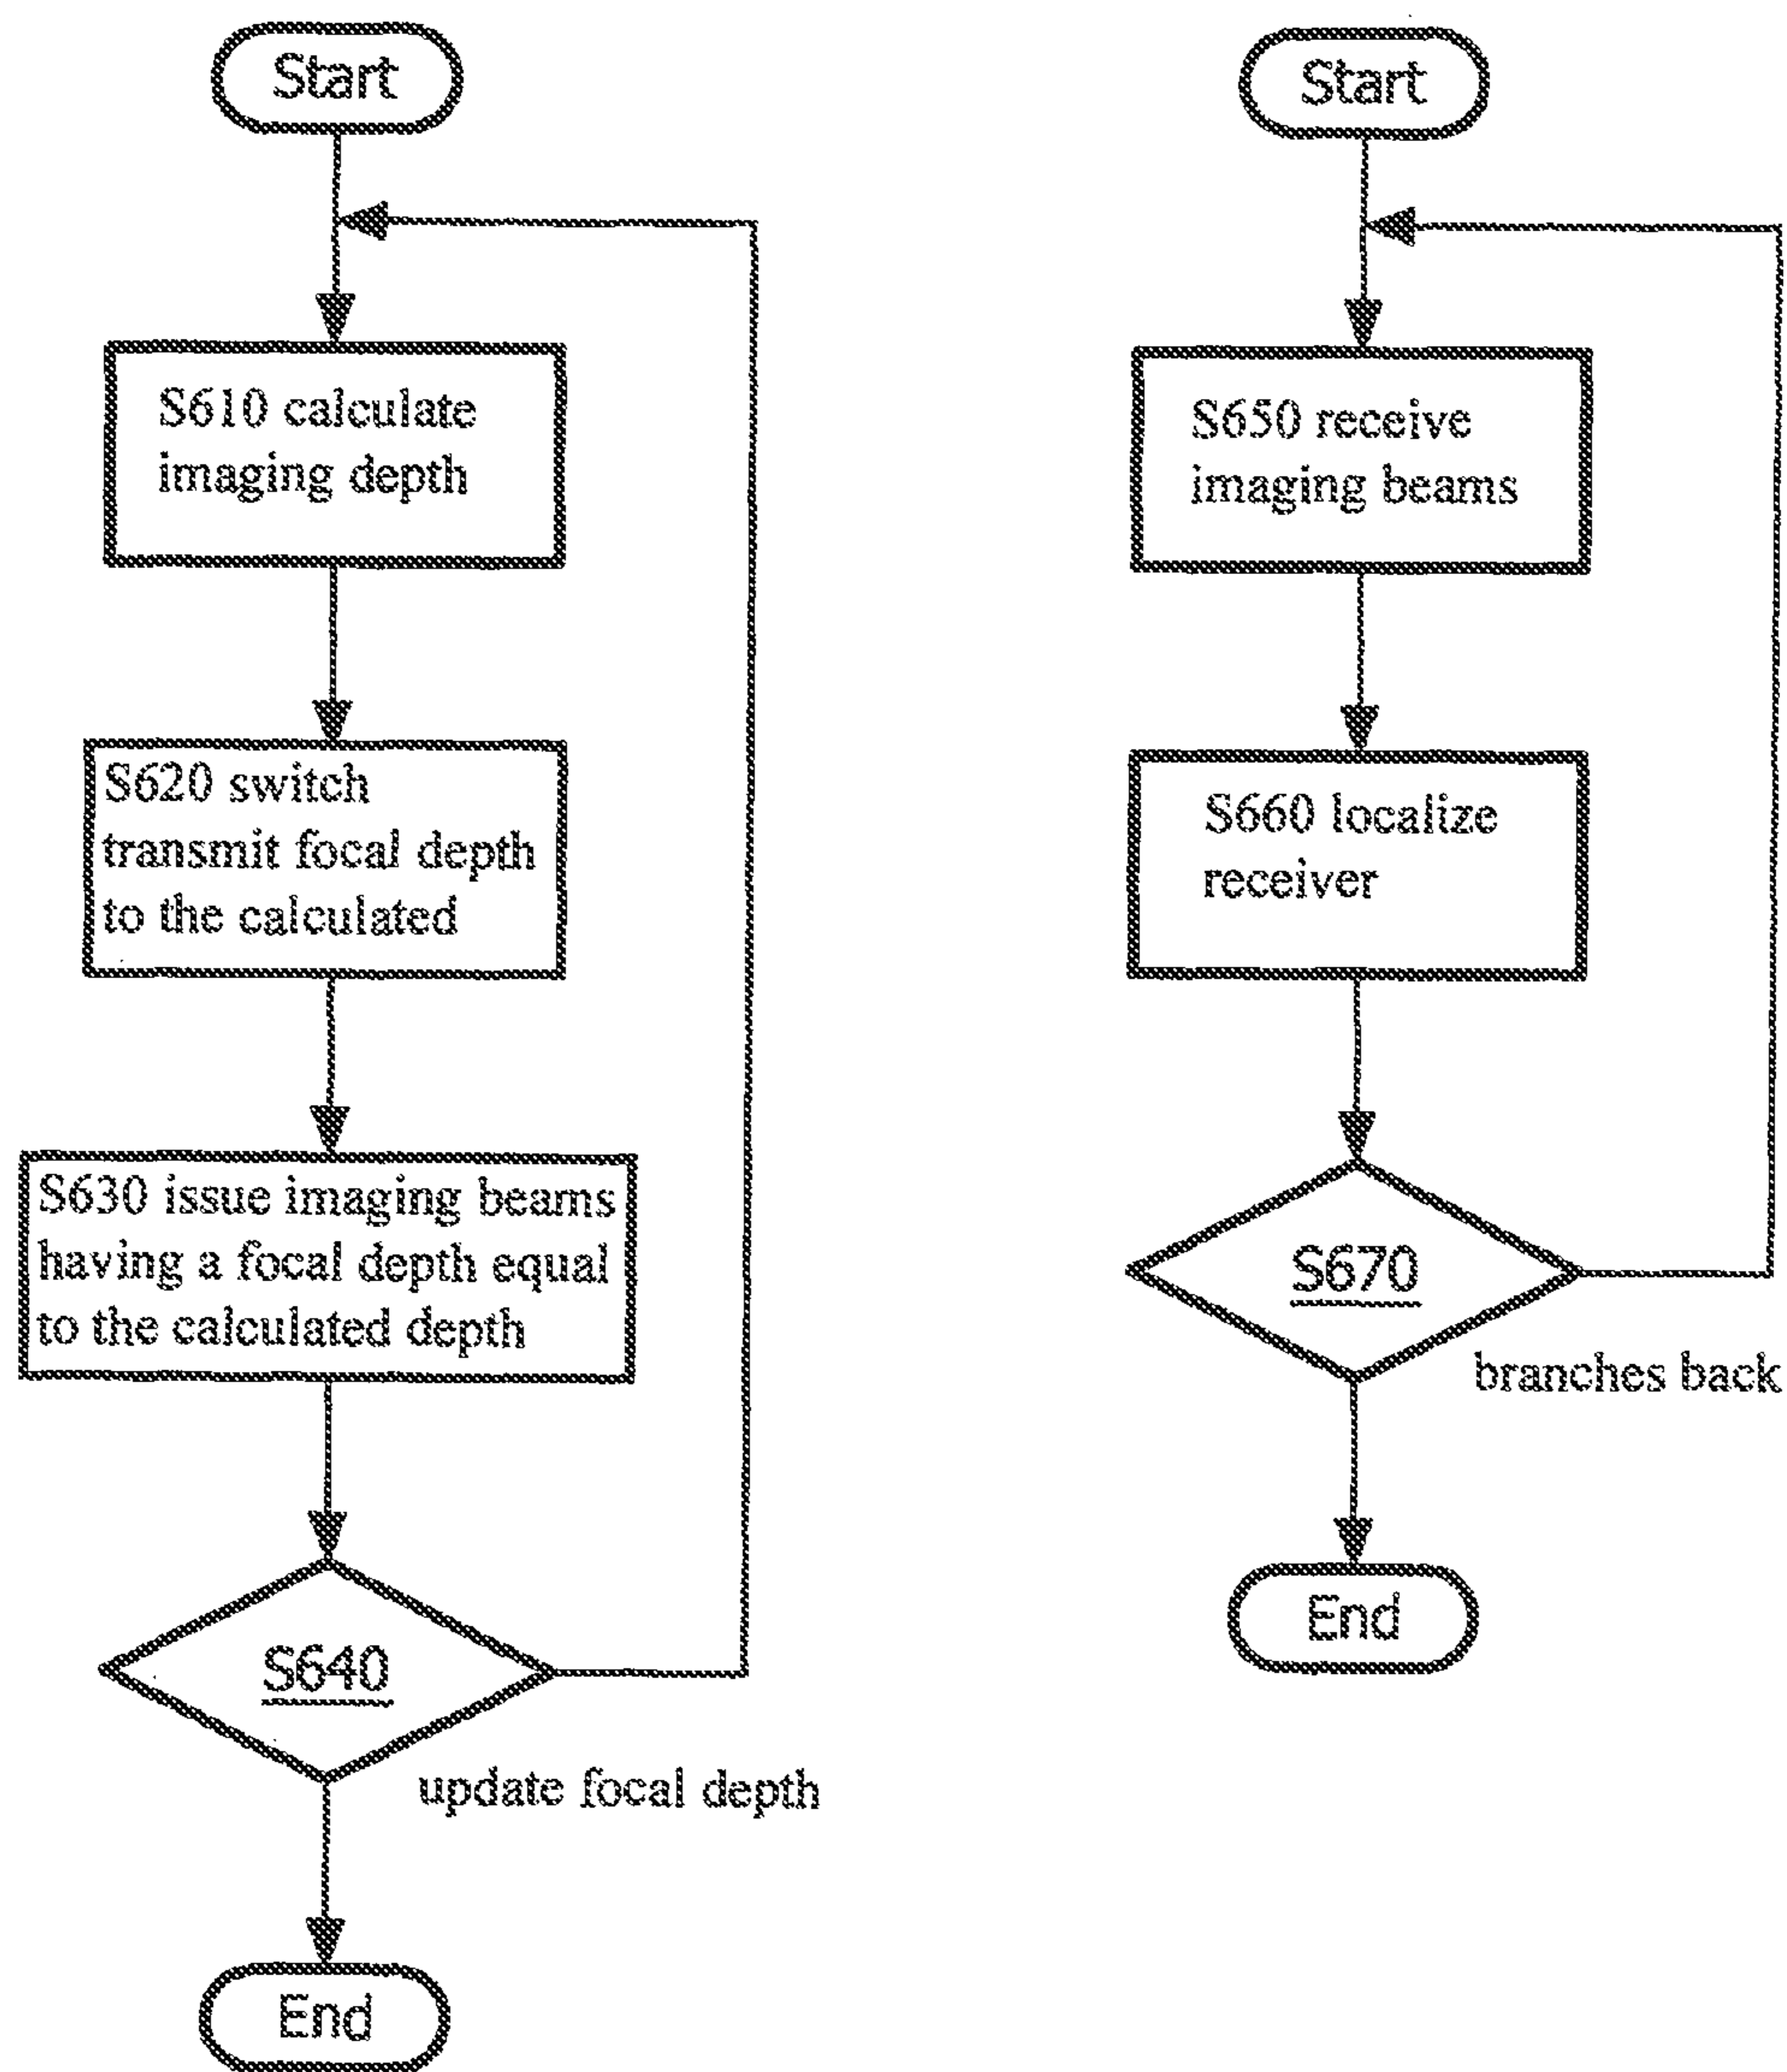 Start
S610 calculate
imaging depth
S620 switch
transmit focal depth
to the calculated
S630 issue imaging beams
having a focal depth equal
to the calculated depth
S640
update focal depth
End
Start
S650 receive
imaging beams
S660 localize
receiver
S670
branches back
End